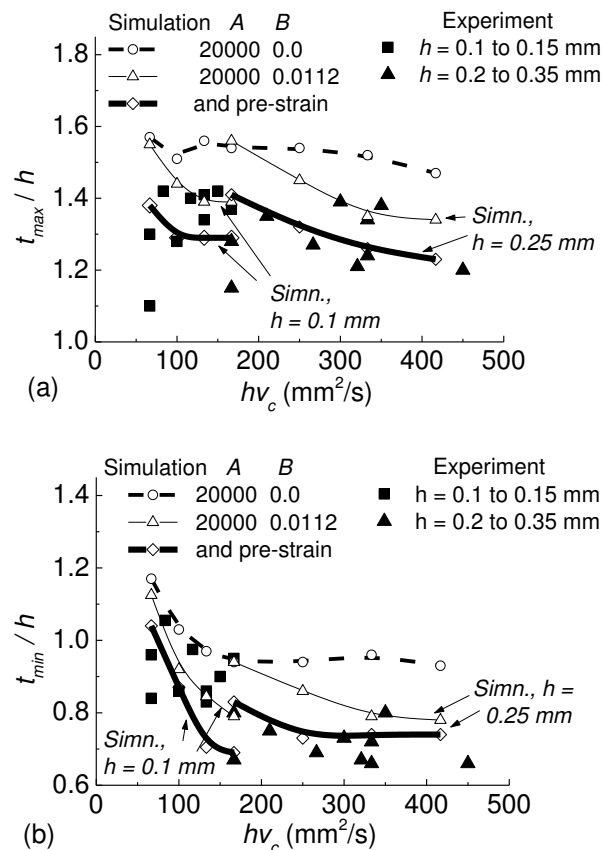 Simulation A B Experiment
20000 0.0 h = 0.1 to 0.15 mm
20000 0.0112 h = 0.2 to 0.35 mm
and pre-strain
1.8
1.6
1.4
1.2
1.0
t_max / h
Simn.,
h = 0.25 mm
Simn.,
h = 0.1 mm
0 100 200 300 400 500
(a) hv_c (mm²/s)
Simulation A B Experiment
20000 0.0 h = 0.1 to 0.15 mm
20000 0.0112 h = 0.2 to 0.35 mm
and pre-strain
1.4
1.2
1.0
0.8
0.6
t_min / h
Simn., h =
0.25 mm
Simn.,
h = 0.1 mm
0 100 200 300 400 500
(b) hv_c (mm²/s)